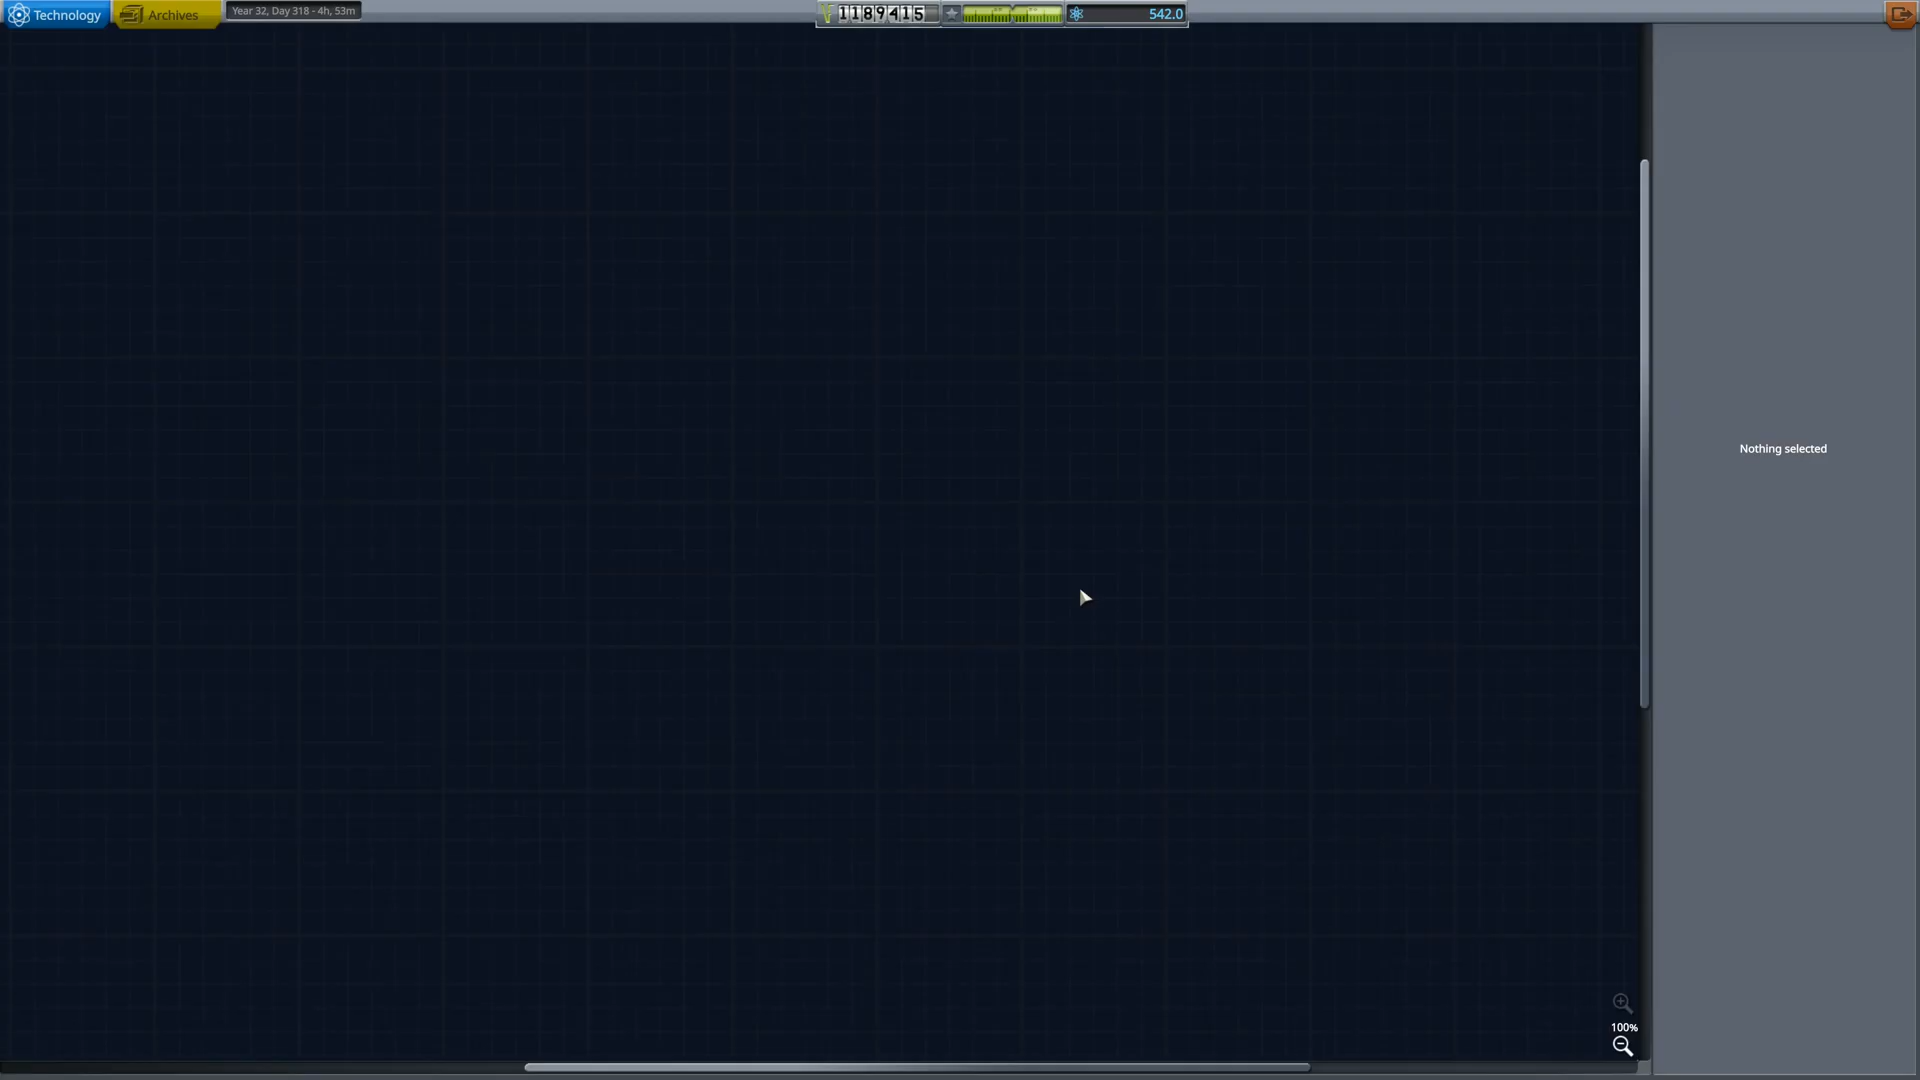 Technology
Archives
Year 32, Day 318 - 4h, 53m
1189415
542.0
Nothing selected
100%